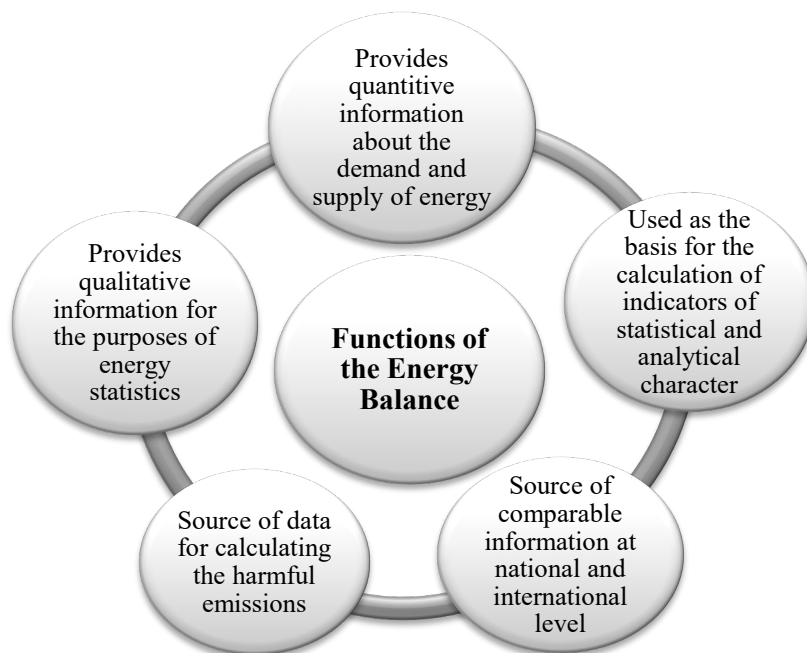 Provides
quantitive
information
about the
demand and
supply of energy
Used as the
basis for the
calculation of
indicators of
statistical and
analytical
character
Source of
comparable
information at
national and
international
level
Source of data
for calculating
the harmful
emissions
Provides
qualitative
information for
the purposes of
energy
statistics
Functions of
the Energy
Balance